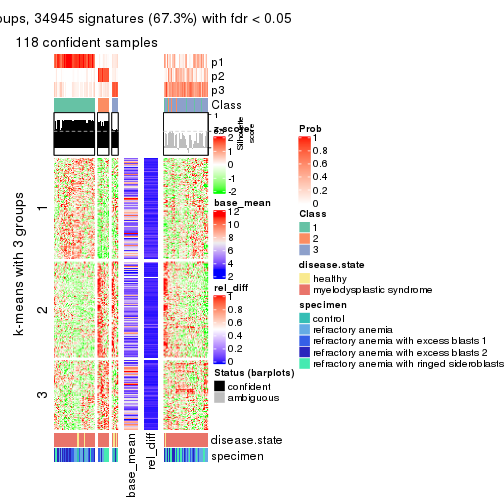 oups, 34945 signatures (67.3%) with fdr < 0.05
118 confident samples
p1
p2
p3
Class
1
Silhouette
score
k-means with 3 groups
1
2
3
z-score
2
1
0
-1
-2
base_mean
12
10
8
6
4
2
rel_diff
1
0.8
0.6
0.4
0.2
0
Status (barplots)
confident
ambiguous
Prob
1
0.8
0.6
0.4
0.2
0
Class
1
2
3
disease.state
healthy
myelodysplastic syndrome
specimen
control
refractory anemia
refractory anemia with excess blasts 1
refractory anemia with excess blasts 2
refractory anemia with ringed sideroblasts
disease.state
specimen
base_mean
rel_diff